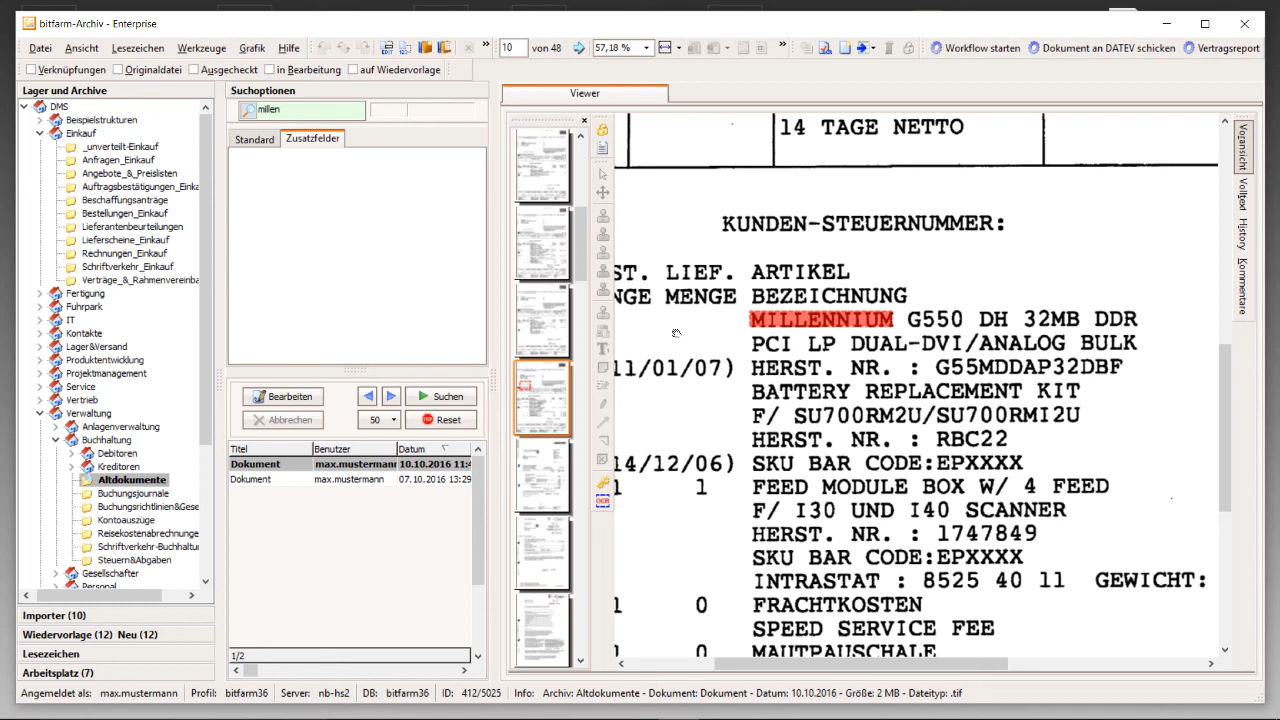 bitfarm-Archiv - Enterprise
Datei Ansicht Lesezeichen Werkzeuge Grafik Hilfe
10 von 48 57,18 %
Workflow starten Dokument an DATEV schicken Vertragsreport
Verknüpfungen Originaldatei Ausgecheckt in Bearbeitung auf Wiedervorlage
Lager und Archive
DMS
Beispielstrukturen
Einkauf
_unverteilt-Einkauf
Anfragen_Einkauf
Angebote_&_Preislisten
Auftragsbestätigungen_Einka
Beschaffungsanträge
Bestellungen_Einkauf
Lieferantenbeurteilungen
Lieferscheine_Einkauf
Rechnungen_Einkauf
Schriftverkehr_Einkauf
Verträge_&_Rahmenvereinba
Fertigung
Fuhrpark
IT
Kontakte
Lager&Versand
Produktentwicklung
Projektmanagement
Service
Vertrieb
Verwaltung
Anlagenverwaltung
Buchhaltung
Debitoren
Kreditoren
Altdokumente
Buchungsjournale
Buchungsrichtlinien&Gese
Kontoauszüge
Reisekostenabrechnunge
Schriftverkehr-Buchhaltu
Steuern&Abgaben
Gesellschafter
Personal
Importer (10)
Wiedervorlage (12) Neu (12)
Lesezeichen
Arbeitsplatz (7)
Suchoptionen
millen
Standard Zusatzfelder
Bearbeiten Suchen
Abbrechen 50 Reset
Titel Benutzer Datum
Dokument max.mustermann 10.10.2016 11:4
Dokument max.mustermann 07.10.2016 13:29
1/2
Viewer
14 TAGE NETTO
KUNDEN-STEUERNUMMER:
ST. LIEF. ARTIKEL
NGE MENGE BEZEICHNUNG
MILLENNIUM G550 DH 32MB DDR
PCI LP DUAL-DVI/ANALOG BULK
11/01/07) HERST. NR. : G55MDDAP32DBF
BATTERY REPLACEMENT KIT
F/ SU700RM2U/SU700RMI2U
HERST. NR. : RBC22
14/12/06) SKU BAR CODE:EPXXXX
FEED MODULE BOX W/ 4 FEED
F/ I30 UND I40 SCANNER
HERST. NR. : 1747849
SKU BAR CODE:EPXXXX
INTRASTAT : 8525 40 11 GEWICHT:
1 0 FRACHTKOSTEN
SPEED SERVICE FEE
1 0 MAUTPAUSCHALE
OCR
Angemeldet als: max.mustermann Profil: bitfarm36 Server: nb-hs2 DB: bitfarm36 ID: 412/5025 Info: Archiv: Altdokumente - Dokument: Dokument - Datum: 10.10.2016 - Größe: 2 MB - Dateityp: .tif